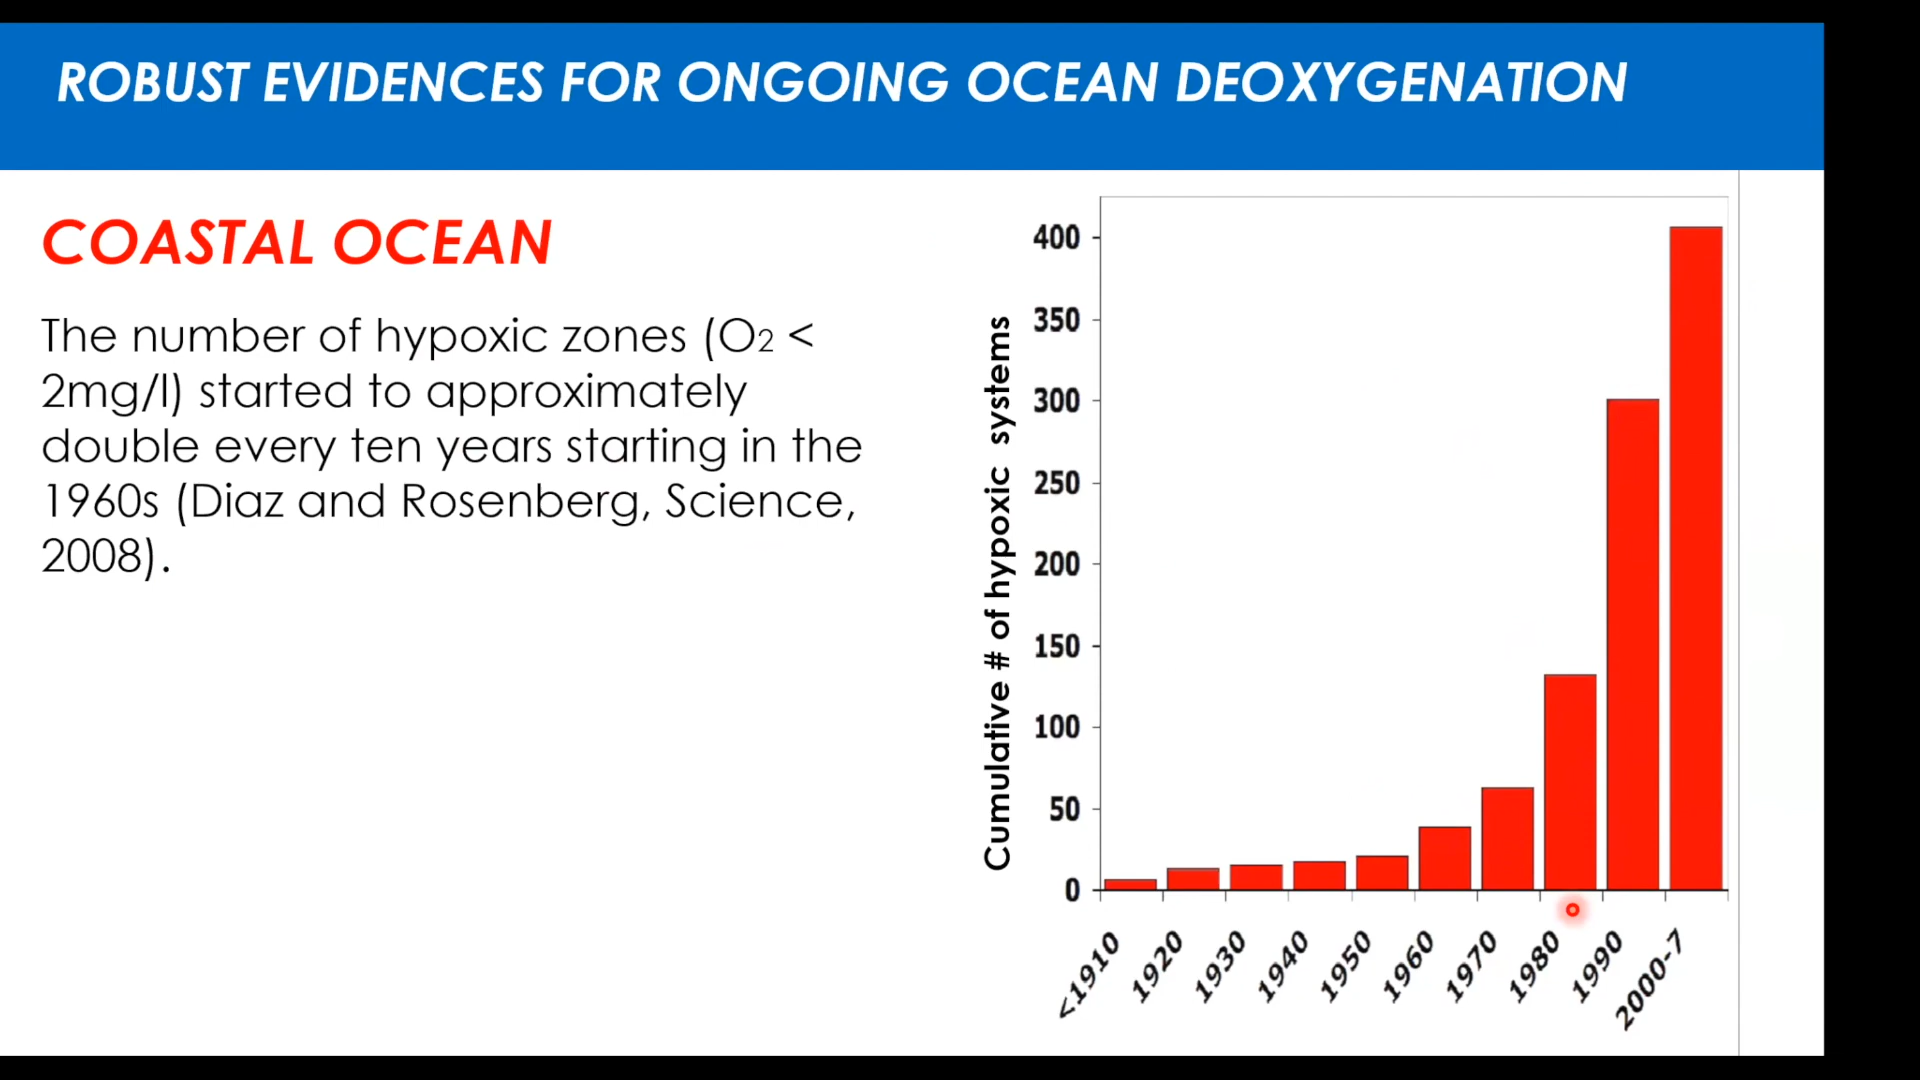 ROBUST EVIDENCES FOR ONGOING OCEAN DEOXYGENATION
COASTAL OCEAN
The number of hypoxic zones (O2 <
2mg/l) started to approximately
double every ten years starting in the
1960s (Diaz and Rosenberg, Science,
2008).
Cumulative # of hypoxic systems
400
350
300
250
200
150
100
50
0
<1910
1920
1930
1940
1950
1960
1970
1980
1990
2000-7